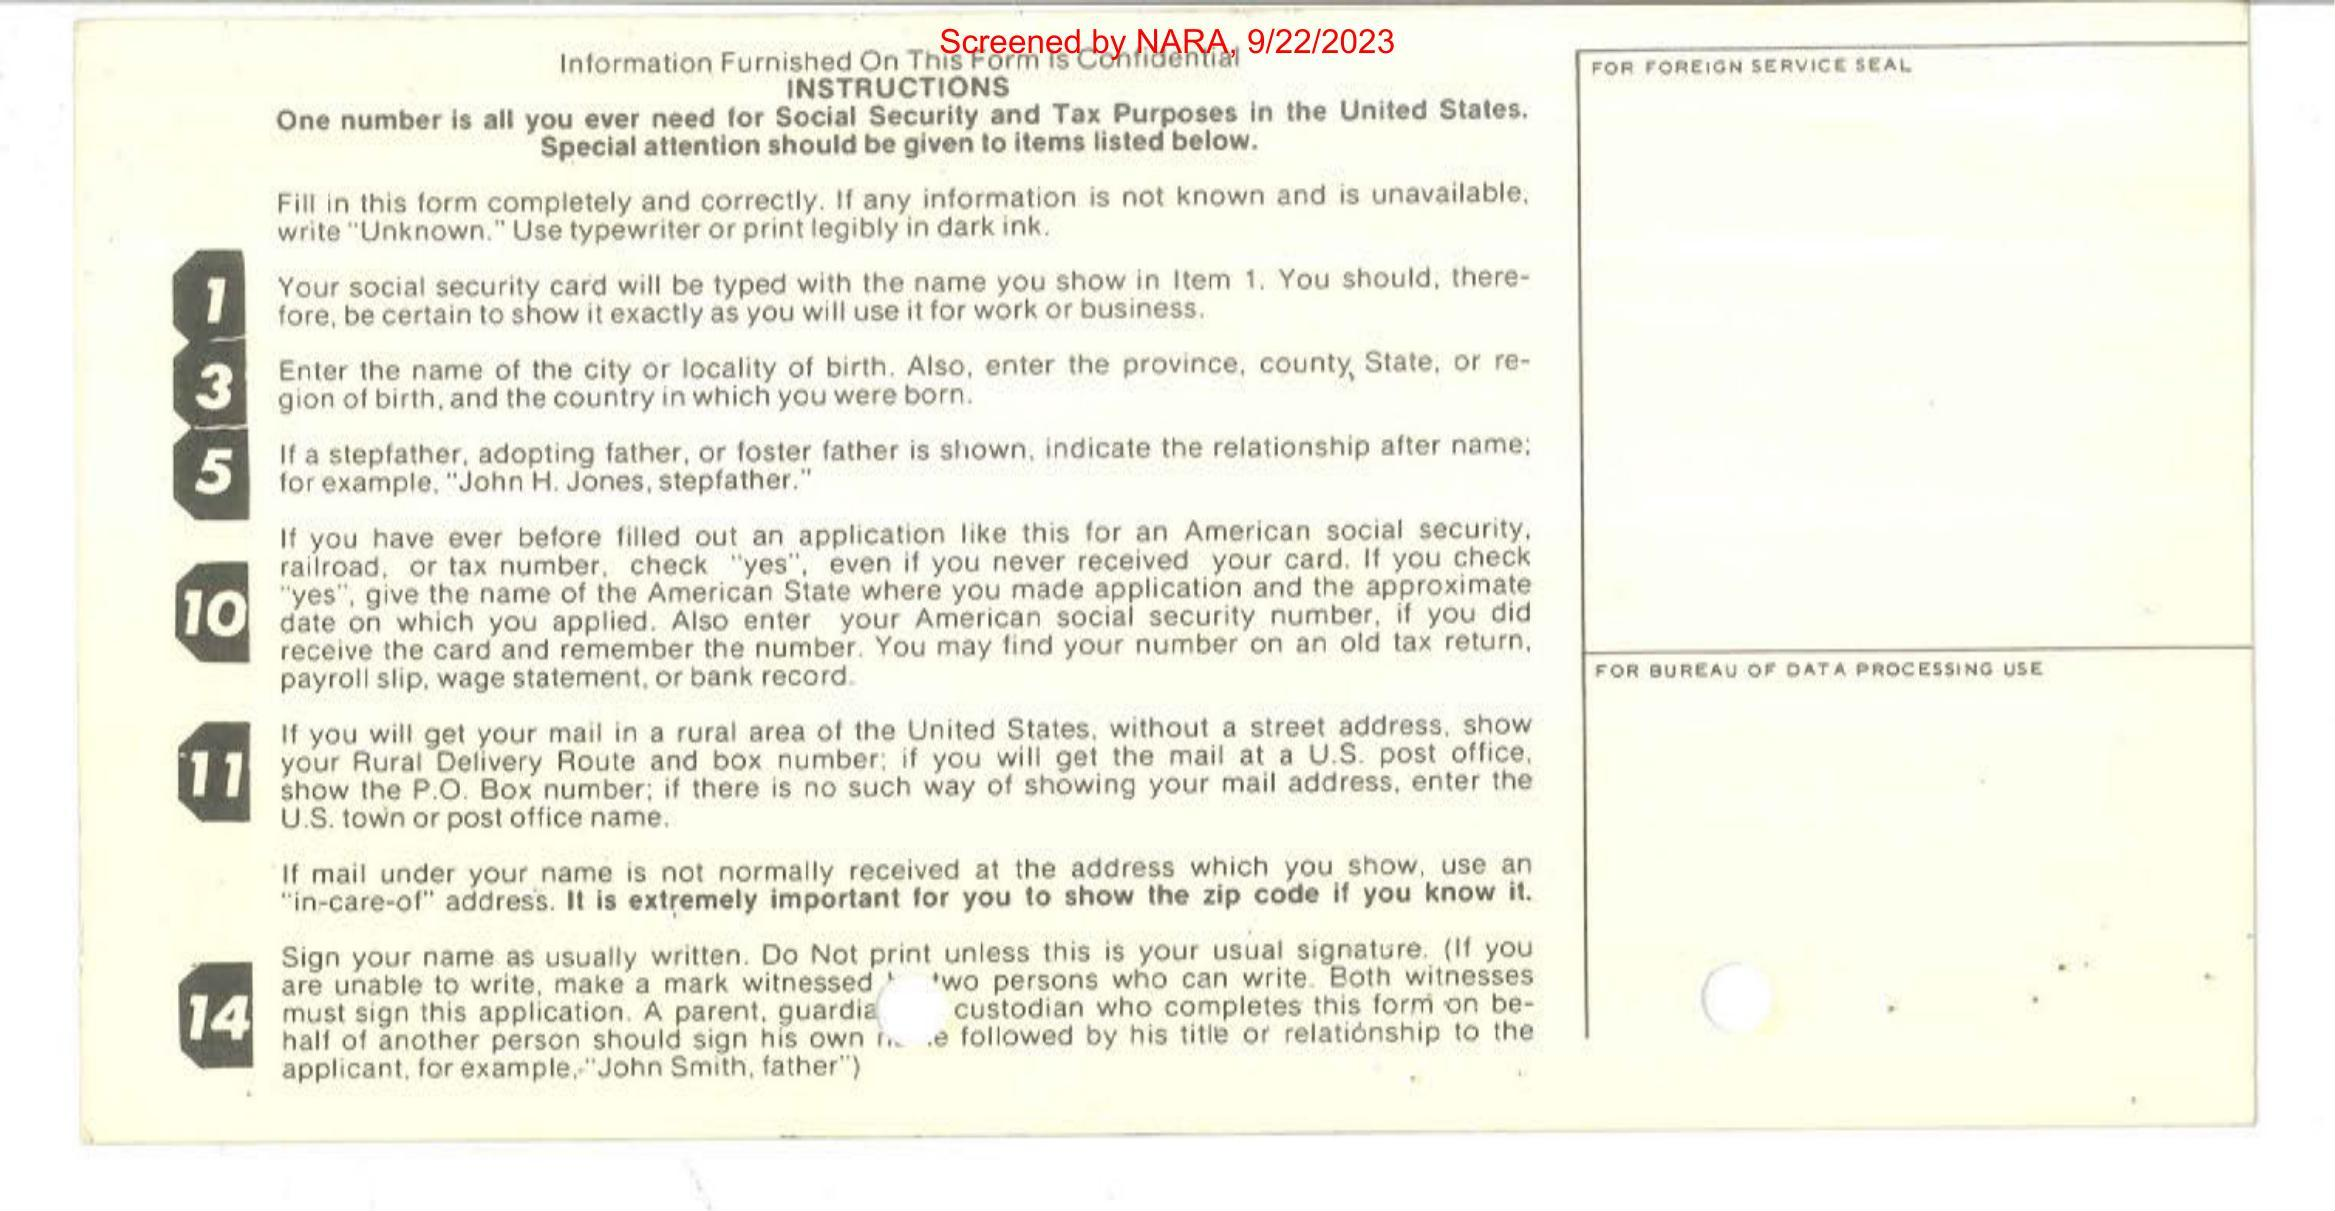 Screened by NARA, 9/22/2023
Information Furnished On This Form Is Confidential
INSTRUCTIONS
One number is all you ever need for Social Security and Tax Purposes in the United States.
Special attention should be given to items listed below.
Fill in this form completely and correctly. If any information is not known and is unavailable,
write "Unknown." Use typewriter or print legibly in dark ink.
1
Your social security card will be typed with the name you show in Item 1. You should, there-
fore, be certain to show it exactly as you will use it for work or business.
3
Enter the name of the city or locality of birth. Also, enter the province, county, State, or re-
gion of birth, and the country in which you were born.
5
If a stepfather, adopting father, or foster father is shown, indicate the relationship after name;
for example, "John H. Jones, stepfather."
10
If you have ever before filled out an application like this for an American social security,
railroad, or tax number, check "yes", even if you never received your card. If you check
"yes", give the name of the American State where you made application and the approximate
date on which you applied. Also enter your American social security number, if you did
receive the card and remember the number. You may find your number on an old tax return,
payroll slip, wage statement, or bank record.
11
If you will get your mail in a rural area of the United States, without a street address, show
your Rural Delivery Route and box number; if you will get the mail at a U.S. post office,
show the P.O. Box number; if there is no such way of showing your mail address, enter the
U.S. town or post office name.
If mail under your name is not normally received at the address which you show, use an
"in-care-of" address. It is extremely important for you to show the zip code if you know it.
14
Sign your name as usually written. Do Not print unless this is your usual signature. (If you
are unable to write, make a mark witnessed two persons who can write. Both witnesses
must sign this application. A parent, guardia custodian who completes this form on be-
half of another person should sign his own followed by his title or relationship to the
applicant, for example, "John Smith, father")
FOR FOREIGN SERVICE SEAL
FOR BUREAU OF DATA PROCESSING USE